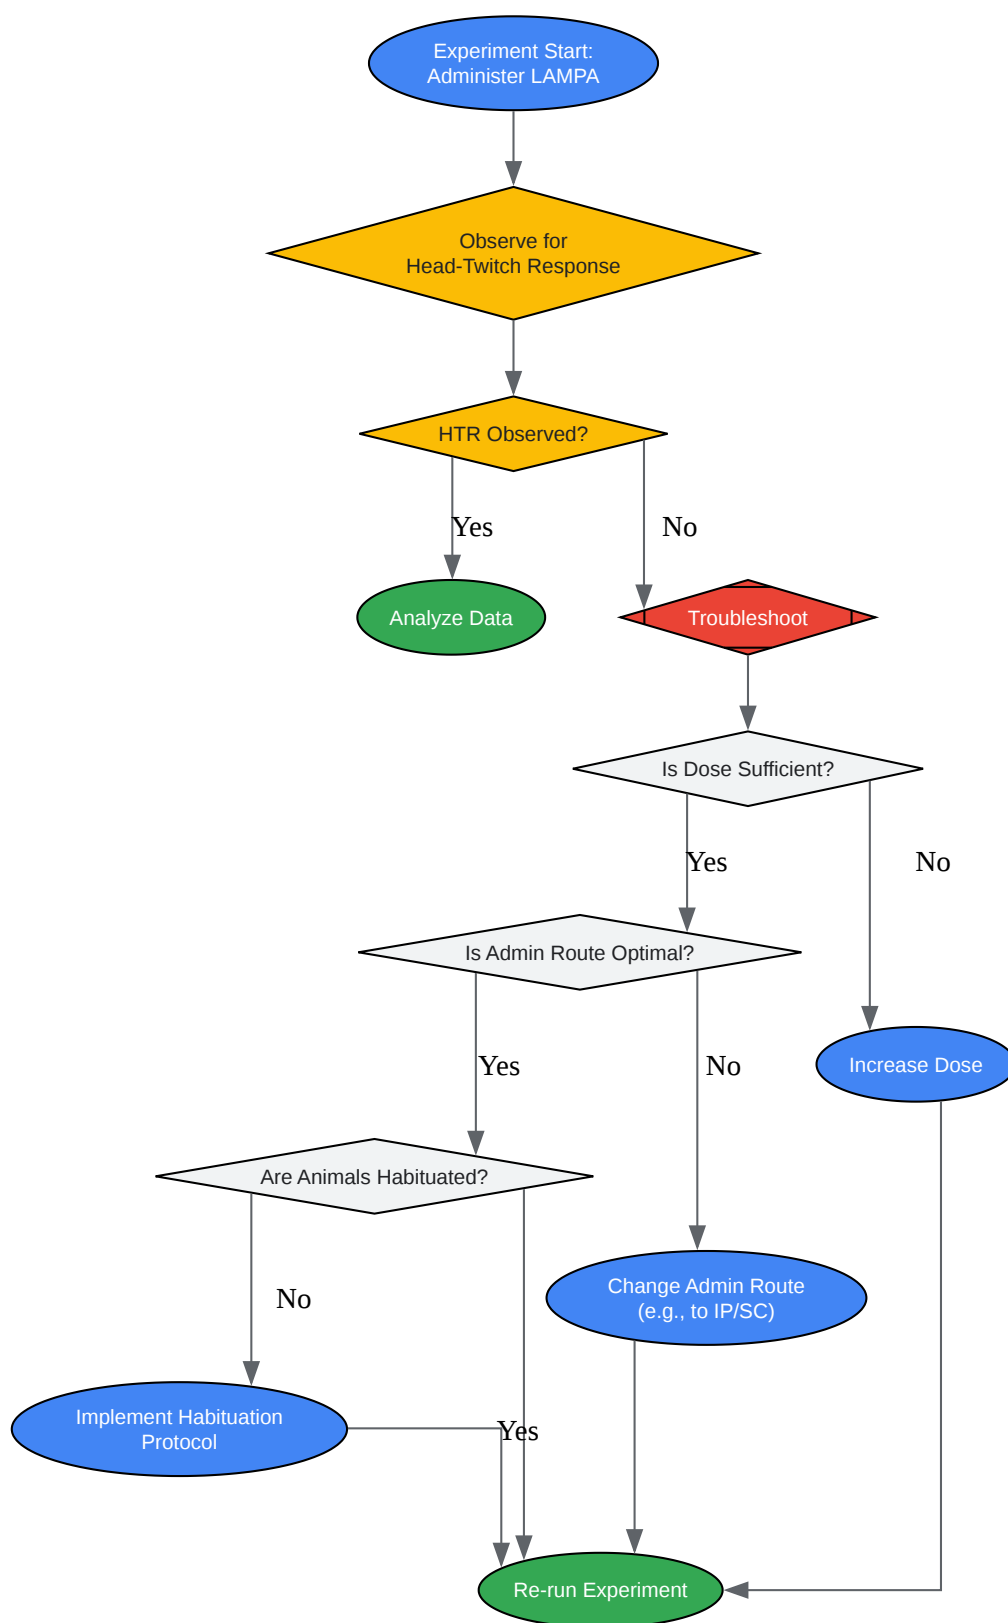 Experiment Start:
Administer LAMPA
Observe for
Head-Twitch Response
HTR Observed?
Yes
No
Analyze Data
Troubleshoot
Is Dose Sufficient?
Yes
No
Is Admin Route Optimal?
Yes
No
Increase Dose
Are Animals Habituated?
No
Change Admin Route
(e.g., to IP/SC)
Implement Habituation
Protocol
Yes
Re-run Experiment